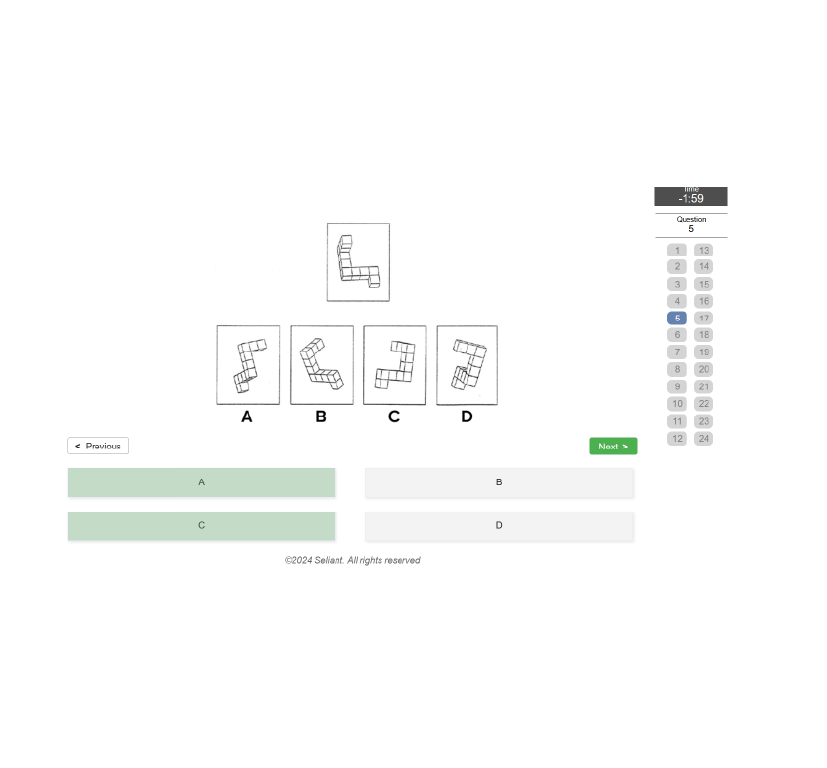 Time
-1:59
Question
5
1 13
2 14
3 15
4 16
5 17
6 18
7 19
8 20
9 21
10 22
11 23
12 24
A B C D
< Previous
Next >
A B
C D
©2024 Seliant. All rights reserved